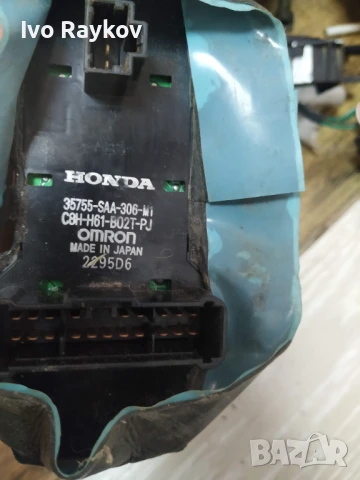 Ivo Raykov
HONDA
35755-SAA-306-M1
C8H-H61-B02T-PJ
OMRON
MADE IN JAPAN
2295D6
BAZAR